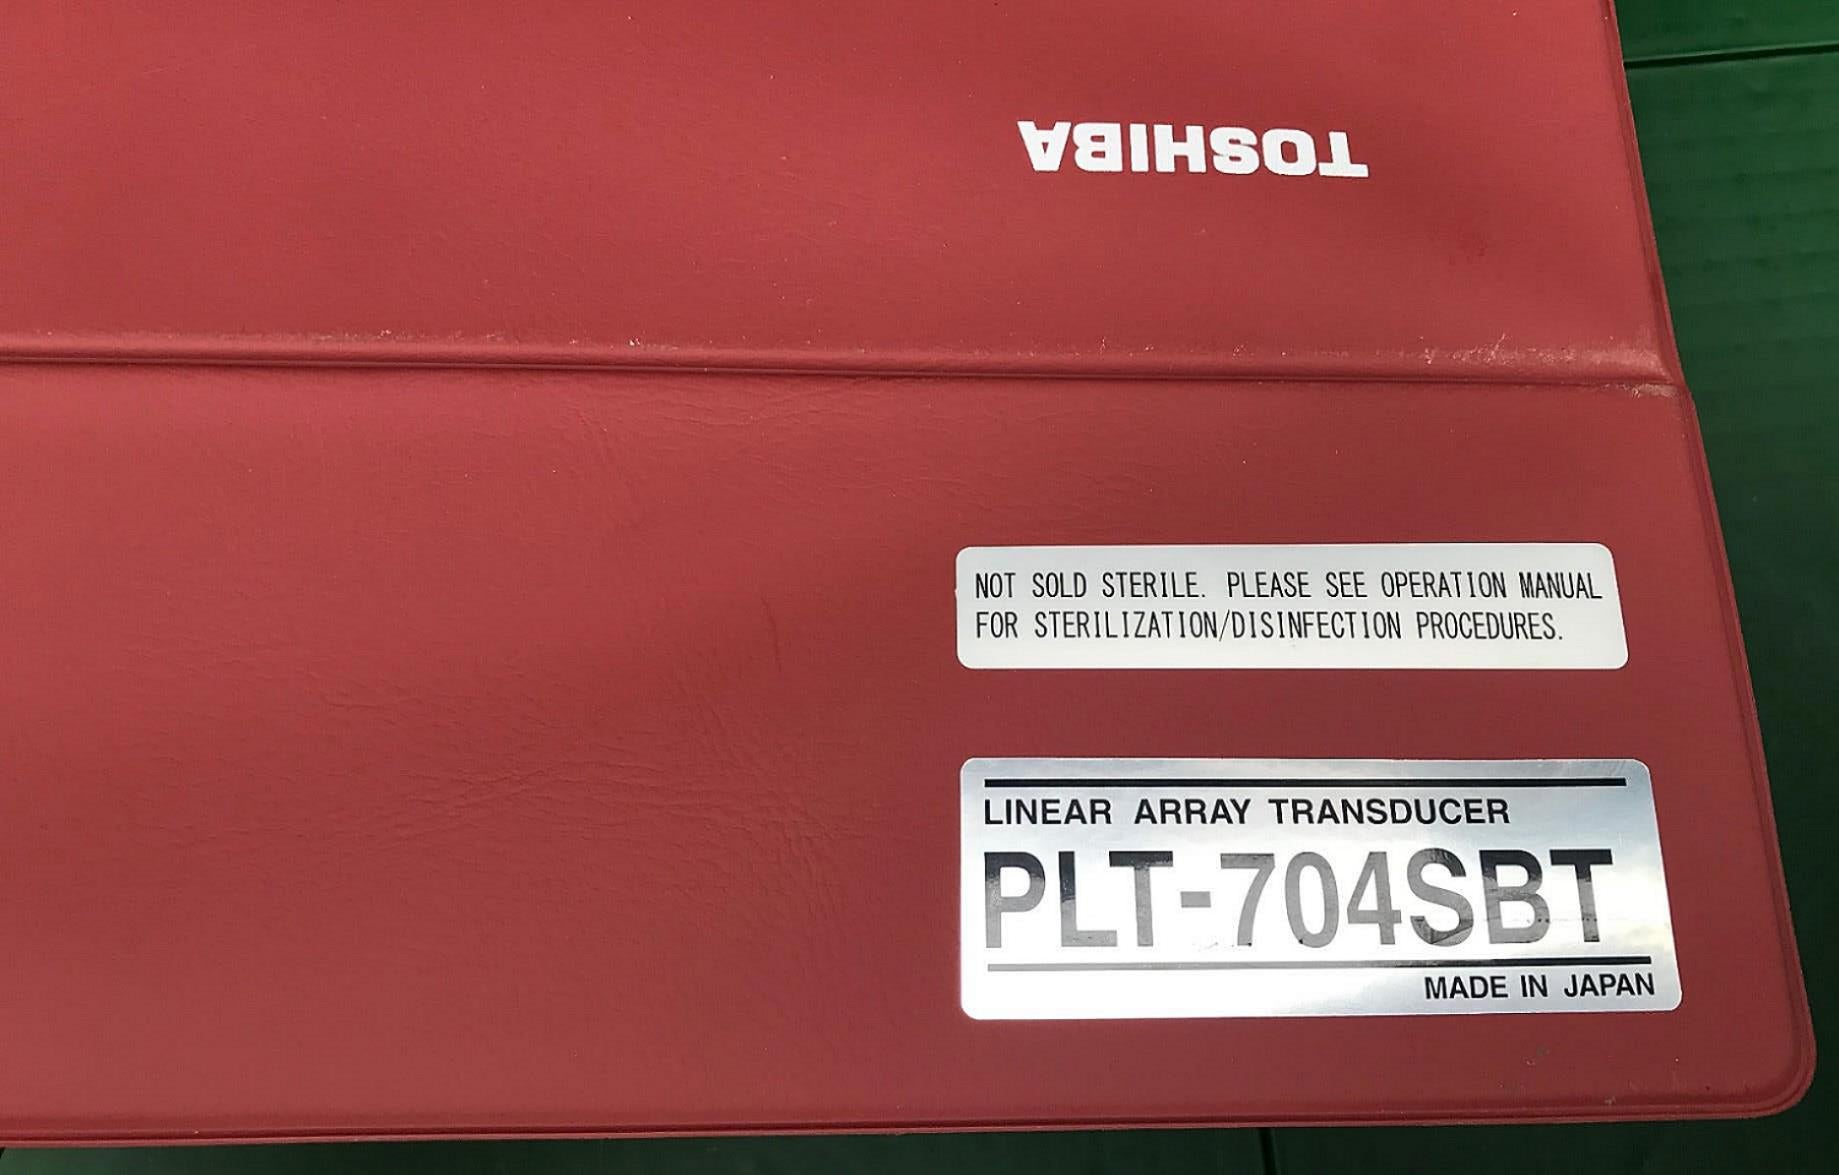 TOSHIBA
NOT SOLD STERILE. PLEASE SEE OPERATION MANUAL
FOR STERILIZATION/DISINFECTION PROCEDURES.
LINEAR ARRAY TRANSDUCER
PLT-704SBT
MADE IN JAPAN